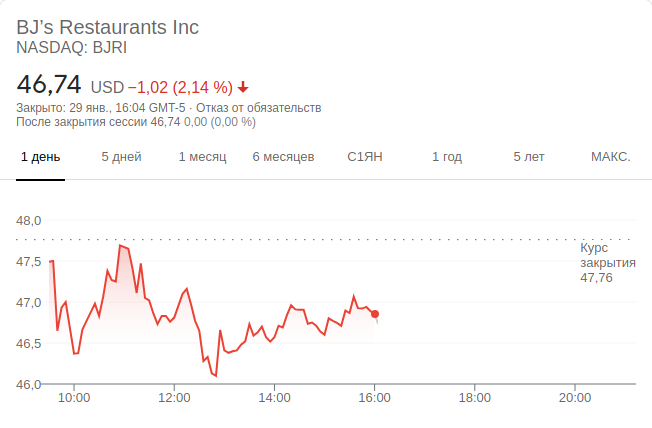 BJ’s Restaurants Inc
NASDAQ: BJRI
46,74 USD −1,02 (2,14 %)
Закрыто: 29 янв., 16:04 GMT-5 · Отказ от обязательств
После закрытия сессии 46,74 0,00 (0,00 %)
1 день 5 дней 1 месяц 6 месяцев С1ЯН 1 год 5 лет МАКС.
48,0
Курс
закрытия
47,5
47,76
47,0
46,5
46,0
10:00 12:00 14:00 16:00 18:00 20:00